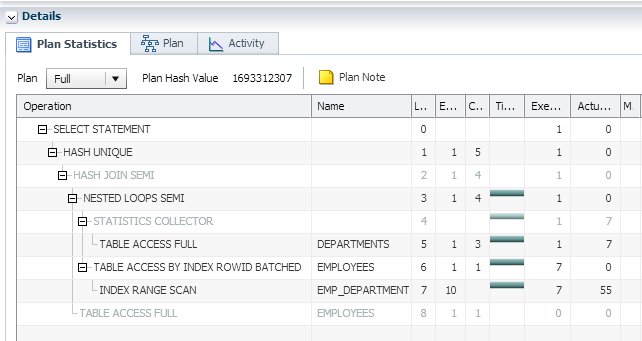 Details
Plan Statistics Plan Activity
Plan Full Plan Hash Value 1693312307 Plan Note
Operation Name L... E... C... Ti... Exe... Actu... M
SELECT STATEMENT 0 1 0
HASH UNIQUE 1 1 5 1 0
HASH JOIN SEMI 2 1 4 1 0
NESTED LOOPS SEMI 3 1 4 1 0
STATISTICS COLLECTOR 4 1 7
TABLE ACCESS FULL DEPARTMENTS 5 1 3 1 7
TABLE ACCESS BY INDEX ROWID BATCHED EMPLOYEES 6 1 1 7 0
INDEX RANGE SCAN EMP_DEPARTMENT 7 10 7 55
TABLE ACCESS FULL EMPLOYEES 8 1 1 0 0